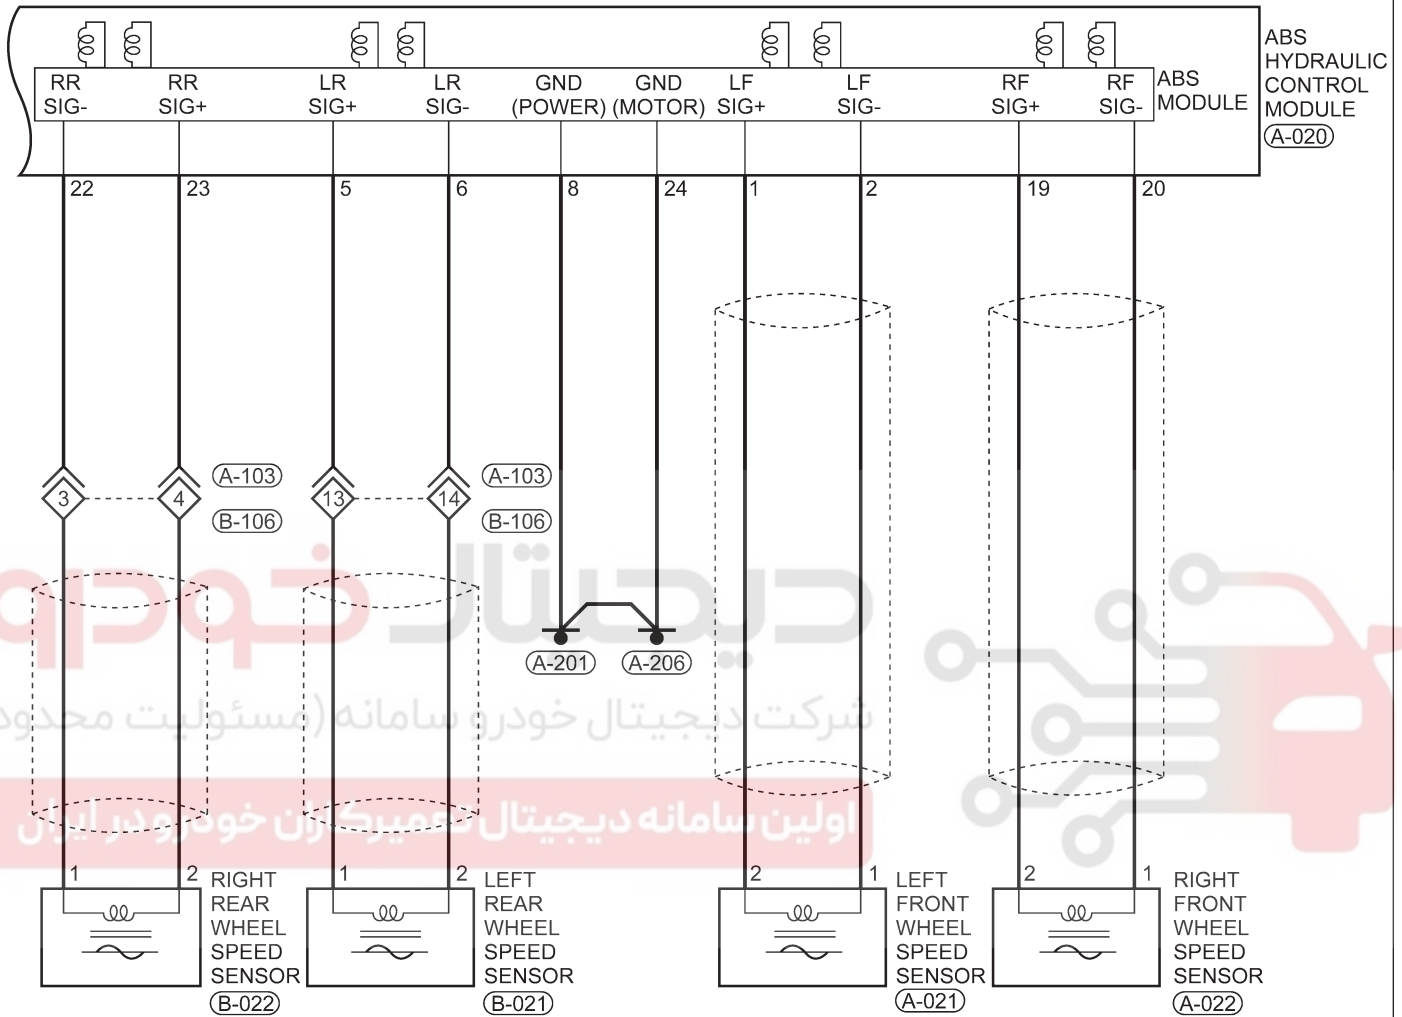 RR SIG-
RR SIG+
LR SIG+
LR SIG-
GND (POWER)
GND (MOTOR)
LF SIG+
LF SIG-
RF SIG+
RF SIG-
ABS MODULE
ABS HYDRAULIC CONTROL MODULE
A-020
22
23
5
6
8
24
1
2
19
20
3
4
A-103
B-106
13
14
A-103
B-106
دیجیتال خودرو
A-201
A-206
شرکت دیجیتال خودرو سامانه (مسئولیت محدود
اولین سامانه دیجیتال تعمیرکاران خودرو در ایران
1
2
RIGHT REAR WHEEL SPEED SENSOR
B-022
1
2
LEFT REAR WHEEL SPEED SENSOR
B-021
2
1
LEFT FRONT WHEEL SPEED SENSOR
A-021
2
1
RIGHT FRONT WHEEL SPEED SENSOR
A-022